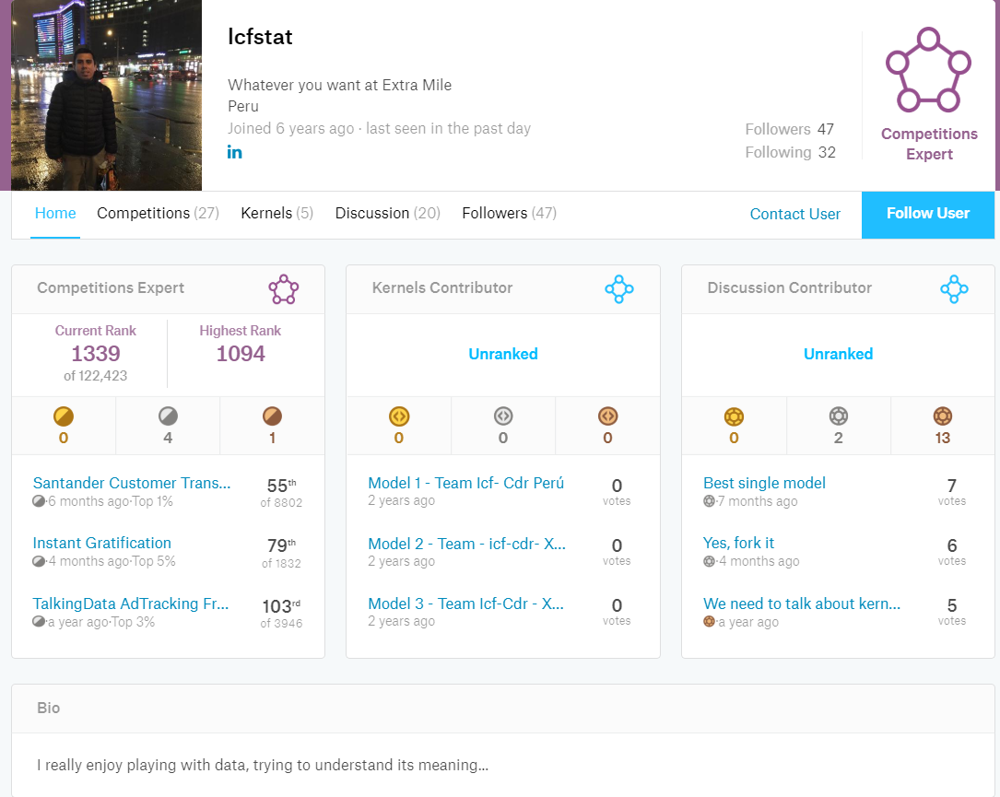 lcfstat
Whatever you want at Extra Mile
Peru
Joined 6 years ago · last seen in the past day
in
Followers 47
Following 32
Competitions
Expert
Home Competitions (27) Kernels (5) Discussion (20) Followers (47) Contact User Follow User
Competitions Expert
Current Rank Highest Rank
1339 1094
of 122,423
0 4 1
Santander Customer Trans... 55th
·6 months ago·Top 1% of 8802
Instant Gratification 79th
·4 months ago·Top 5% of 1832
TalkingData AdTracking Fr... 103rd
·a year ago·Top 3% of 3946
Kernels Contributor
Unranked
0 0 0
Model 1 - Team Icf- Cdr Perú 0
2 years ago votes
Model 2 - Team - icf-cdr- X... 0
2 years ago votes
Model 3 - Team Icf-Cdr - X... 0
2 years ago votes
Discussion Contributor
Unranked
0 2 13
Best single model 7
·7 months ago votes
Yes, fork it 6
·4 months ago votes
We need to talk about kern... 5
·a year ago votes
Bio
I really enjoy playing with data, trying to understand its meaning...